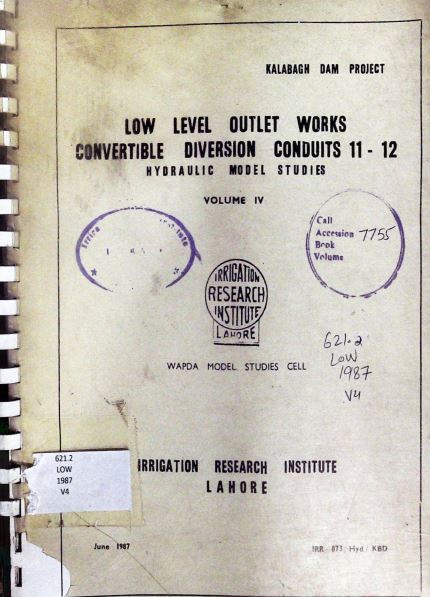 KALABAGH DAM PROJECT
LOW LEVEL OUTLET WORKS
CONVERTIBLE DIVERSION CONDUITS 11 - 12
HYDRAULIC MODEL STUDIES
VOLUME IV
Call
Accession 7755
Book
Volume
IRRIGATION
RESEARCH
INSTITUTE
LAHORE
621.2
LOW
1987
V4
WAPDA MODEL STUDIES CELL
621.2
LOW
1987
V4
IRRIGATION RESEARCH INSTITUTE
LAHORE
June 1987
IRR - 873 / Hyd / KBD